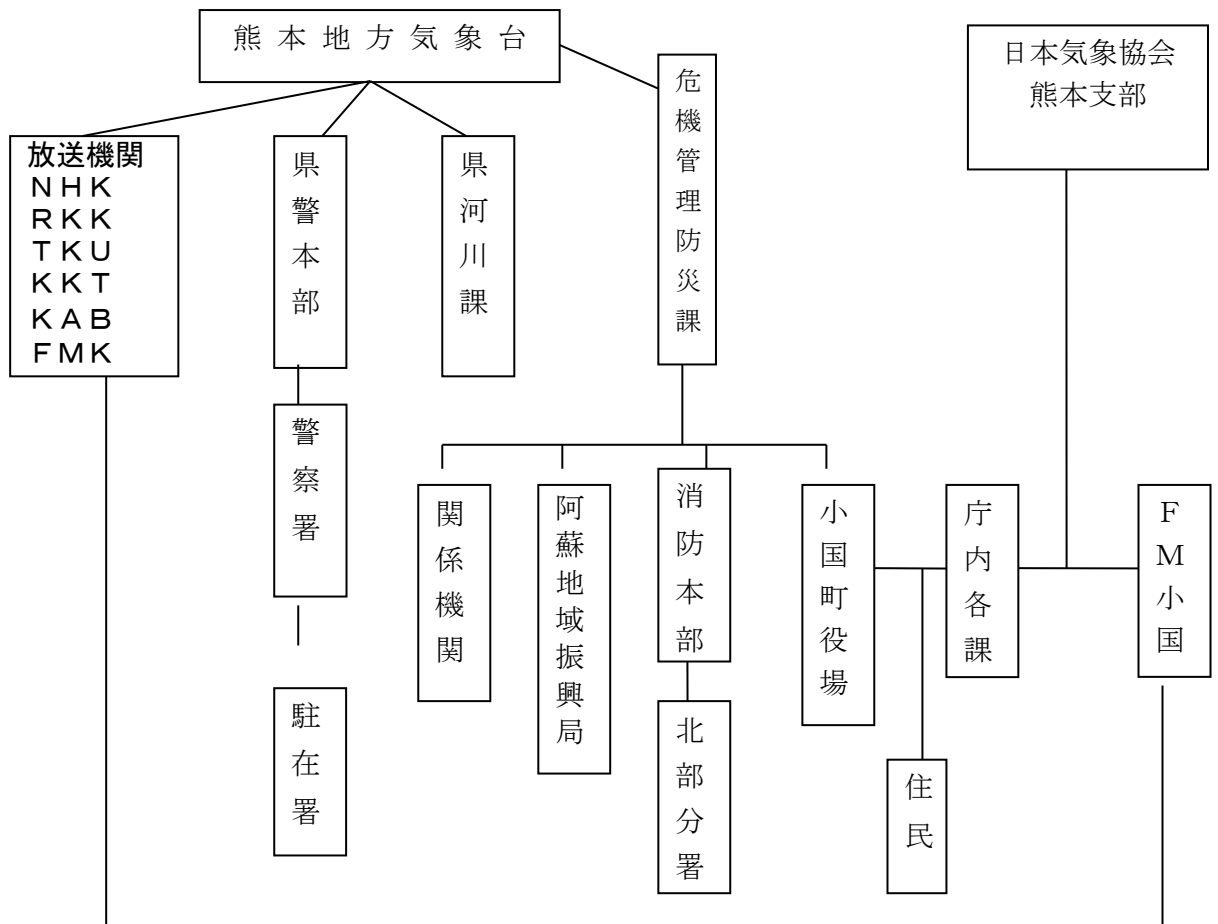 熊本地方気象台
日本気象協会
熊本支部
放送機関
ＮＨＫ
ＲＫＫ
ＴＫＵ
ＫＫＴ
ＫＡＢ
ＦＭＫ
県警本部
県河川課
危機管理防災課
警察署
関係機関
阿蘇地域振興局
消防本部
小国町役場
庁内各課
ＦＭ小国
駐在署
北部分署
住民